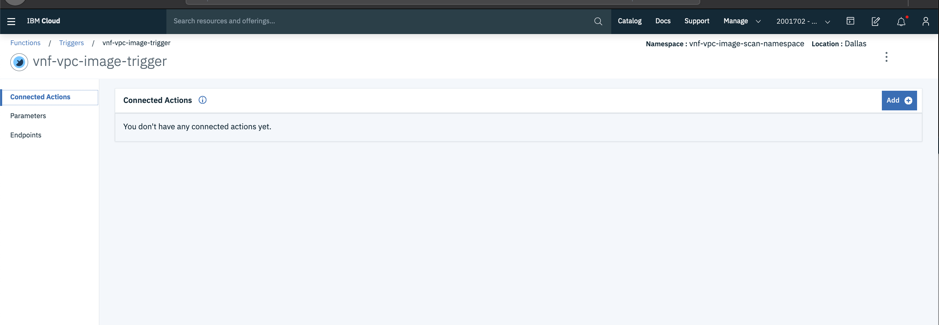 IBM Cloud
Search resources and offerings...
Catalog Docs Support Manage 2001702 - ...
Functions / Triggers / vnf-vpc-image-trigger
Namespace : vnf-vpc-image-scan-namespace Location : Dallas
vnf-vpc-image-trigger
Connected Actions
Parameters
Endpoints
Connected Actions
Add
You don't have any connected actions yet.